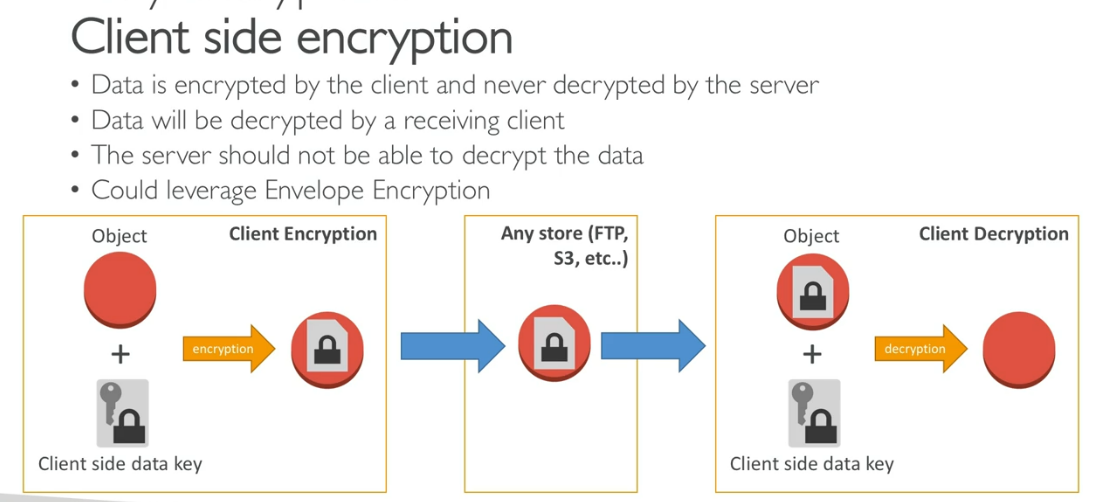 Client side encryption
• Data is encrypted by the client and never decrypted by the server
• Data will be decrypted by a receiving client
• The server should not be able to decrypt the data
• Could leverage Envelope Encryption
Object
Client Encryption
+
encryption
Client side data key
Any store (FTP,
S3, etc..)
Object
Client Decryption
+
decryption
Client side data key